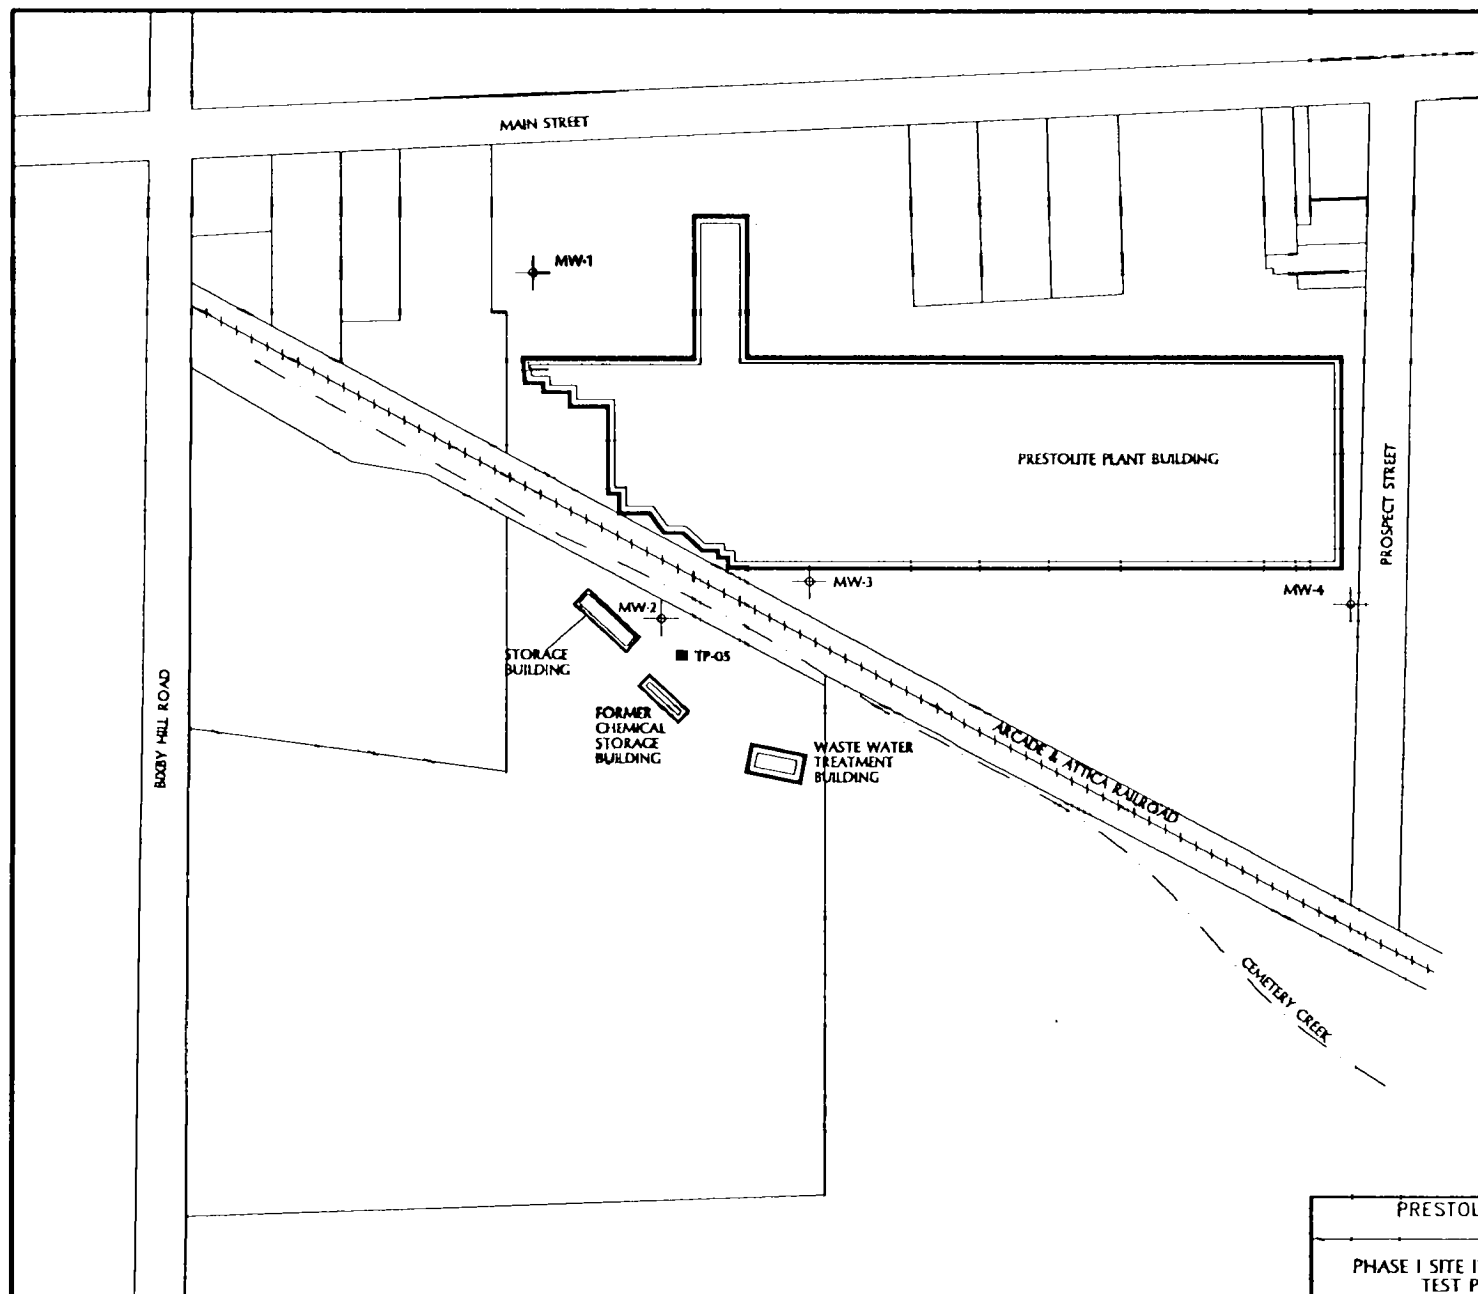 MAIN STREET
MW-1
PRESTOLITE PLANT BUILDING
PROSPECT STREET
MW-3
MW-4
MW-2
STORAGE
BUILDING
TP-05
BIXBY HILL ROAD
FORMER
CHEMICAL
STORAGE
BUILDING
WASTE WATER
TREATMENT
BUILDING
ARCADE & ATTICA RAILROAD
CEMETERY CREEK
PRESTOL
PHASE I SITE I
TEST P